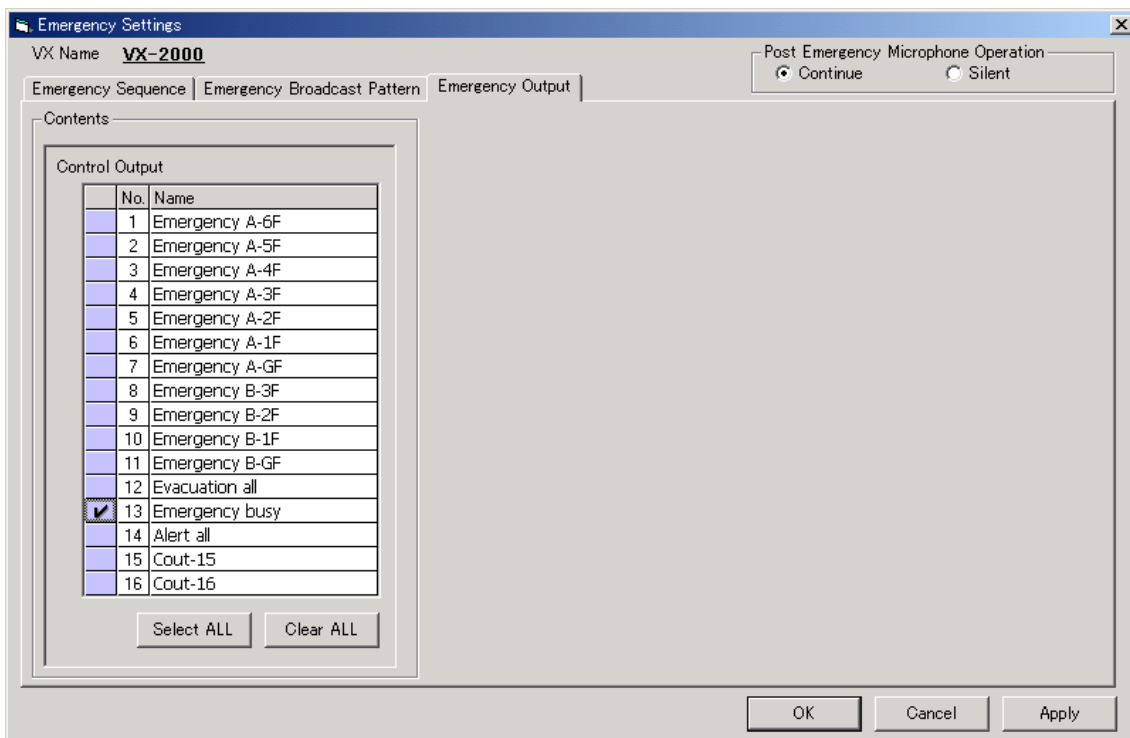 Emergency Settings
VX Name VX-2000
Post Emergency Microphone Operation
Continue Silent
Emergency Sequence Emergency Broadcast Pattern Emergency Output
Contents
Control Output
No. Name
1 Emergency A-6F
2 Emergency A-5F
3 Emergency A-4F
4 Emergency A-3F
5 Emergency A-2F
6 Emergency A-1F
7 Emergency A-GF
8 Emergency B-3F
9 Emergency B-2F
10 Emergency B-1F
11 Emergency B-GF
12 Evacuation all
13 Emergency busy
14 Alert all
15 Cout-15
16 Cout-16
Select ALL Clear ALL
OK Cancel Apply